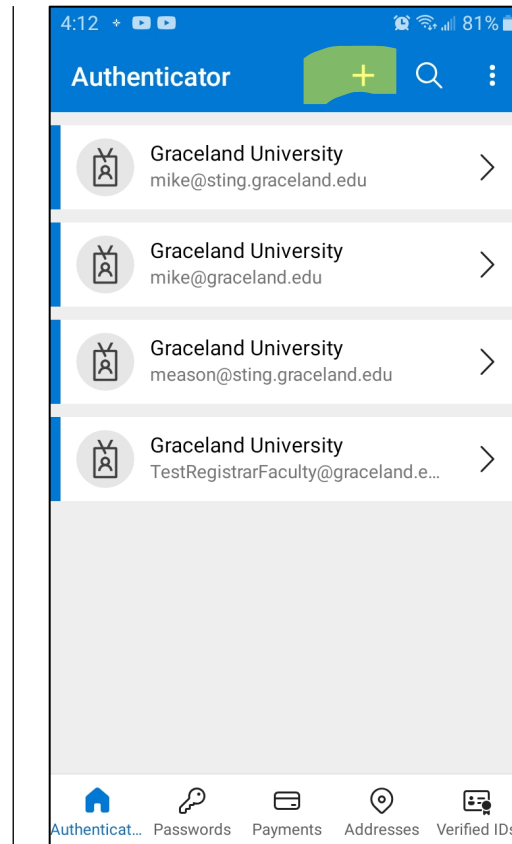 4:12 81%
Authenticator
Graceland University
mike@sting.graceland.edu
Graceland University
mike@graceland.edu
Graceland University
meason@sting.graceland.edu
Graceland University
TestRegistrarFaculty@graceland.e...
Authenticat... Passwords Payments Addresses Verified IDs